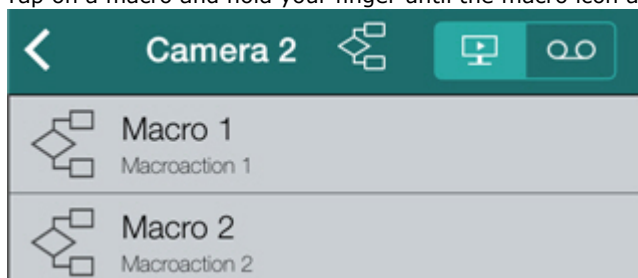 Tap on a macro and hold your finger until the macro icon a
Camera 2
Macro 1
Macroaction 1
Macro 2
Macroaction 2